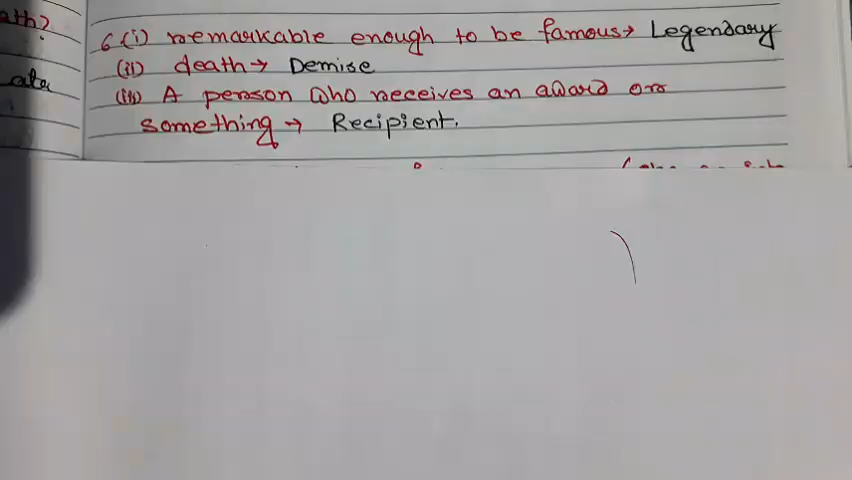 ath?
6 (i) remarkable enough to be famous→ Legendary
(ii) death→ Demise
(iii) A person who receives an award or
something → Recipient.